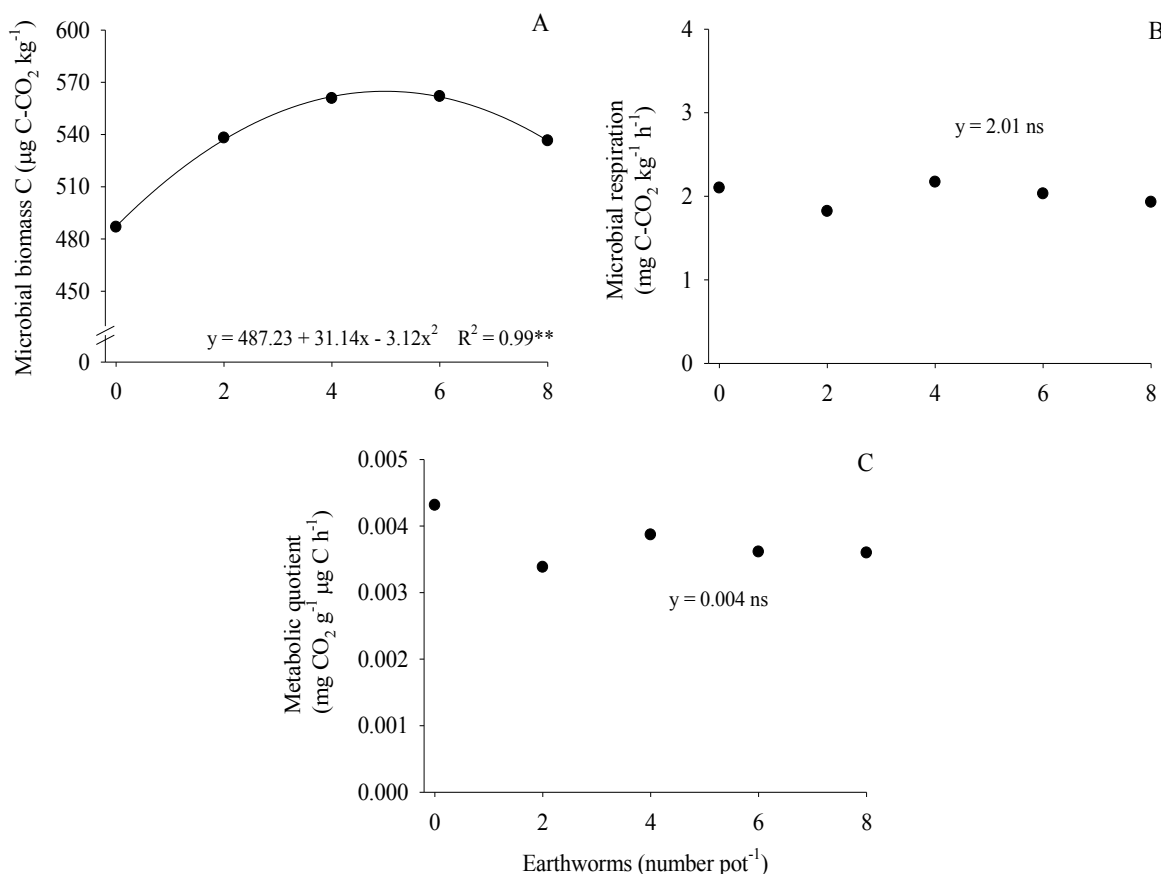 A
Microbial biomass C (µg C-CO₂ kg⁻¹)
600
570
540
510
480
450
0
y = 487.23 + 31.14x - 3.12x² R² = 0.99**
0 2 4 6 8
B
Microbial respiration
(mg C-CO₂ kg⁻¹ h⁻¹)
4
3
2
1
0
y = 2.01 ns
0 2 4 6 8
C
Metabolic quotient
(mg CO₂ g⁻¹ µg C h⁻¹)
0.005
0.004
0.003
0.002
0.001
0.000
y = 0.004 ns
0 2 4 6 8
Earthworms (number pot⁻¹)